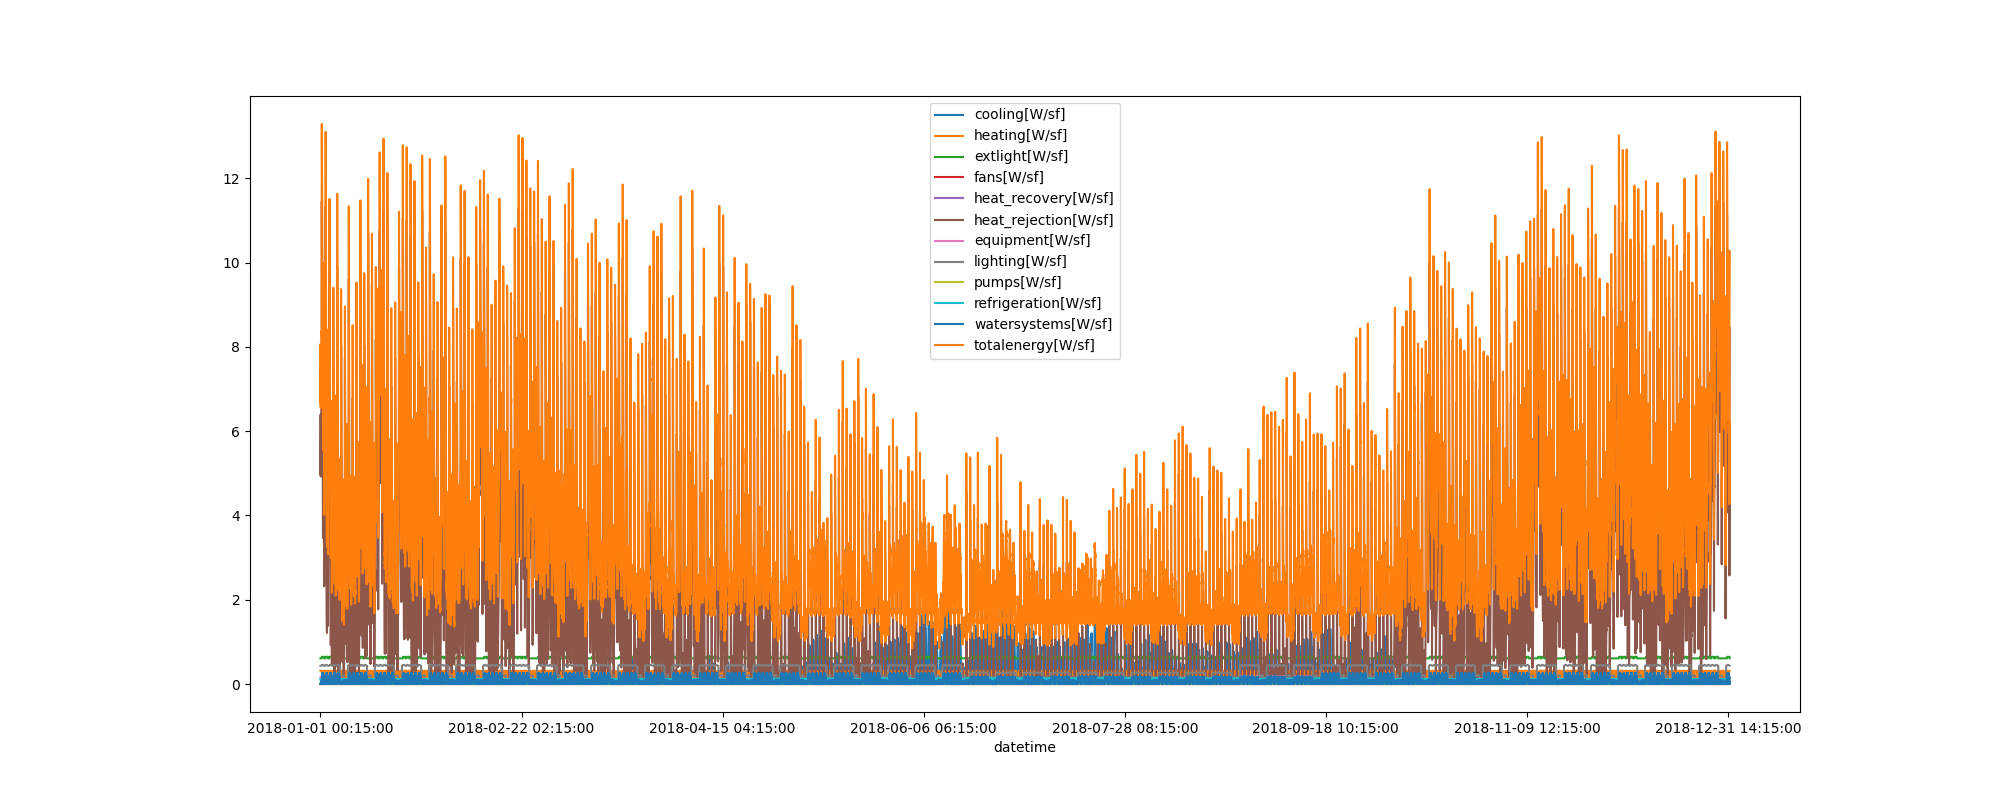 cooling[W/sf]
heating[W/sf]
extlight[W/sf]
fans[W/sf]
heat_recovery[W/sf]
heat_rejection[W/sf]
equipment[W/sf]
lighting[W/sf]
pumps[W/sf]
refrigeration[W/sf]
watersystems[W/sf]
totalenergy[W/sf]
12
10
8
6
4
2
0
2018-01-01 00:15:00 2018-02-22 02:15:00 2018-04-15 04:15:00 2018-06-06 06:15:00 2018-07-28 08:15:00 2018-09-18 10:15:00 2018-11-09 12:15:00 2018-12-31 14:15:00
datetime